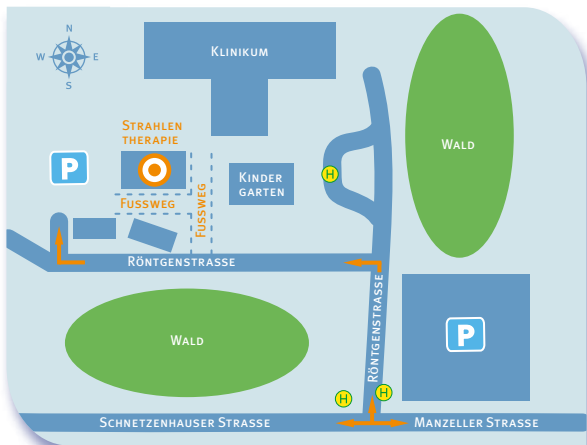 N
W
E
S
KLINIKUM
STRAHLEN
THERAPIE
P
WALD
KINDER
GARTEN
H
FUSSWEG
FUSSWEG
RÖNTGENSTRASSE
RÖNTGENSTRASSE
P
WALD
H
H
SCHNETZENHAUSER STRASSE
MANZELLER STRASSE